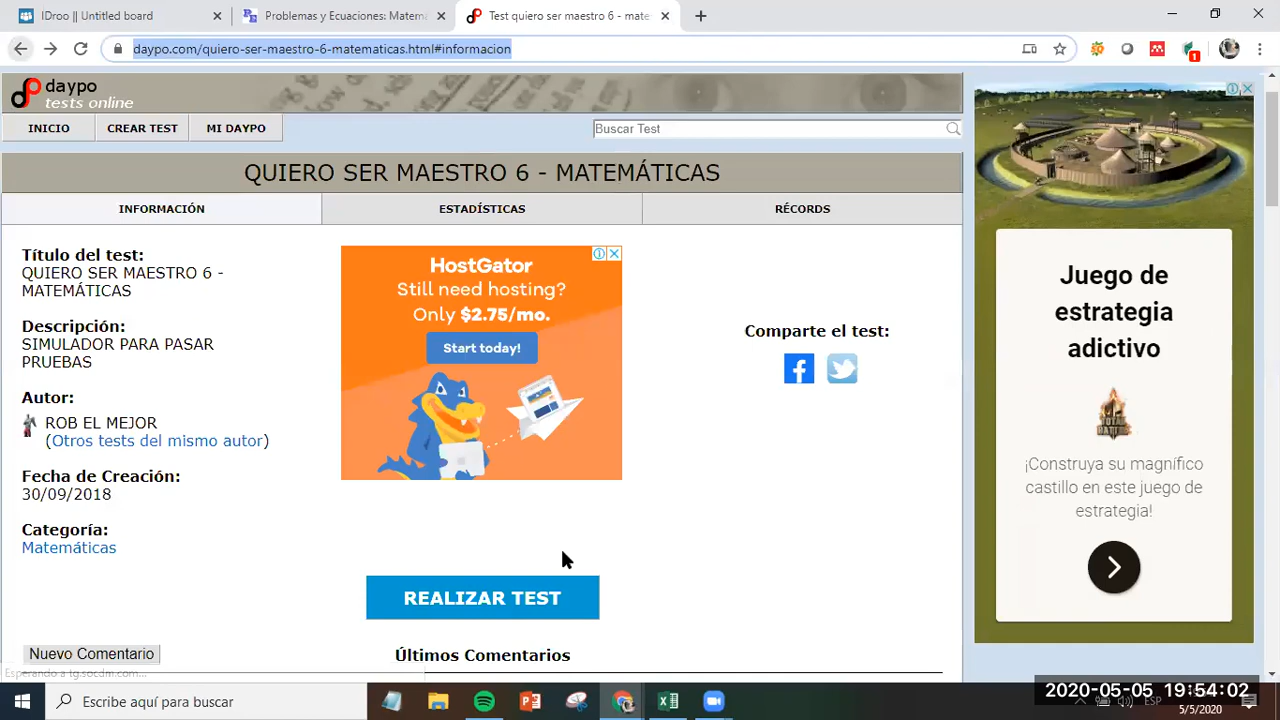 IDroo || Untitled board
Problemas y Ecuaciones: Matemá
Test quiero ser maestro 6 - mate
daypo.com/quiero-ser-maestro-6-matematicas.html#informacion
1
daypo
tests online
INICIO
CREAR TEST
MI DAYPO
Buscar Test
QUIERO SER MAESTRO 6 - MATEMÁTICAS
INFORMACIÓN
ESTADÍSTICAS
RÉCORDS
Título del test:
QUIERO SER MAESTRO 6 -
MATEMÁTICAS
Descripción:
SIMULADOR PARA PASAR
PRUEBAS
Autor:
ROB EL MEJOR
(Otros tests del mismo autor)
Fecha de Creación:
30/09/2018
Categoría:
Matemáticas
HostGator
Still need hosting?
Only $2.75/mo.
Start today!
Comparte el test:
REALIZAR TEST
Nuevo Comentario
Últimos Comentarios
Esperando a tg.socdm.com...
Juego de
estrategia
adictivo
¡Construya su magnífico
castillo en este juego de
estrategia!
Escribe aquí para buscar
2020-05-05 19:54:02
ESP
5/5/2020